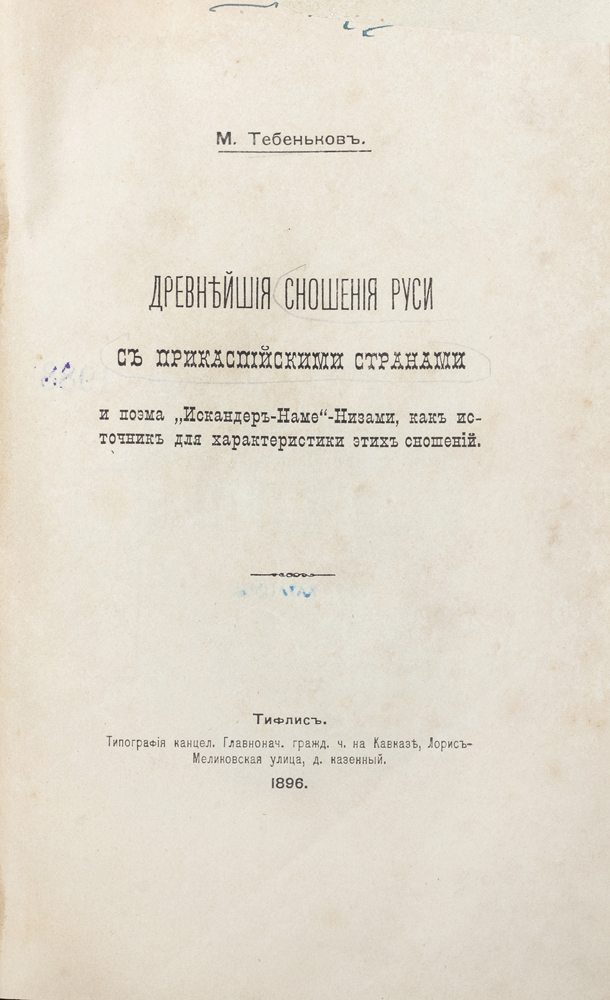 М. Тебеньковъ.
ДРЕВНѢЙШІЯ СНОШЕНІЯ РУСИ
СЪ ПРИКАСПІЙСКИМИ СТРАНАМИ
и поэма „Искандеръ-Наме“-Низами, какъ ис-
точникъ для характеристики этихъ сношеній.
Тифлисъ.
Типографія канцел. Главнонач. гражд. ч. на Кавказѣ, Лорисъ-
Меликовская улица, д. казенный.
1896.